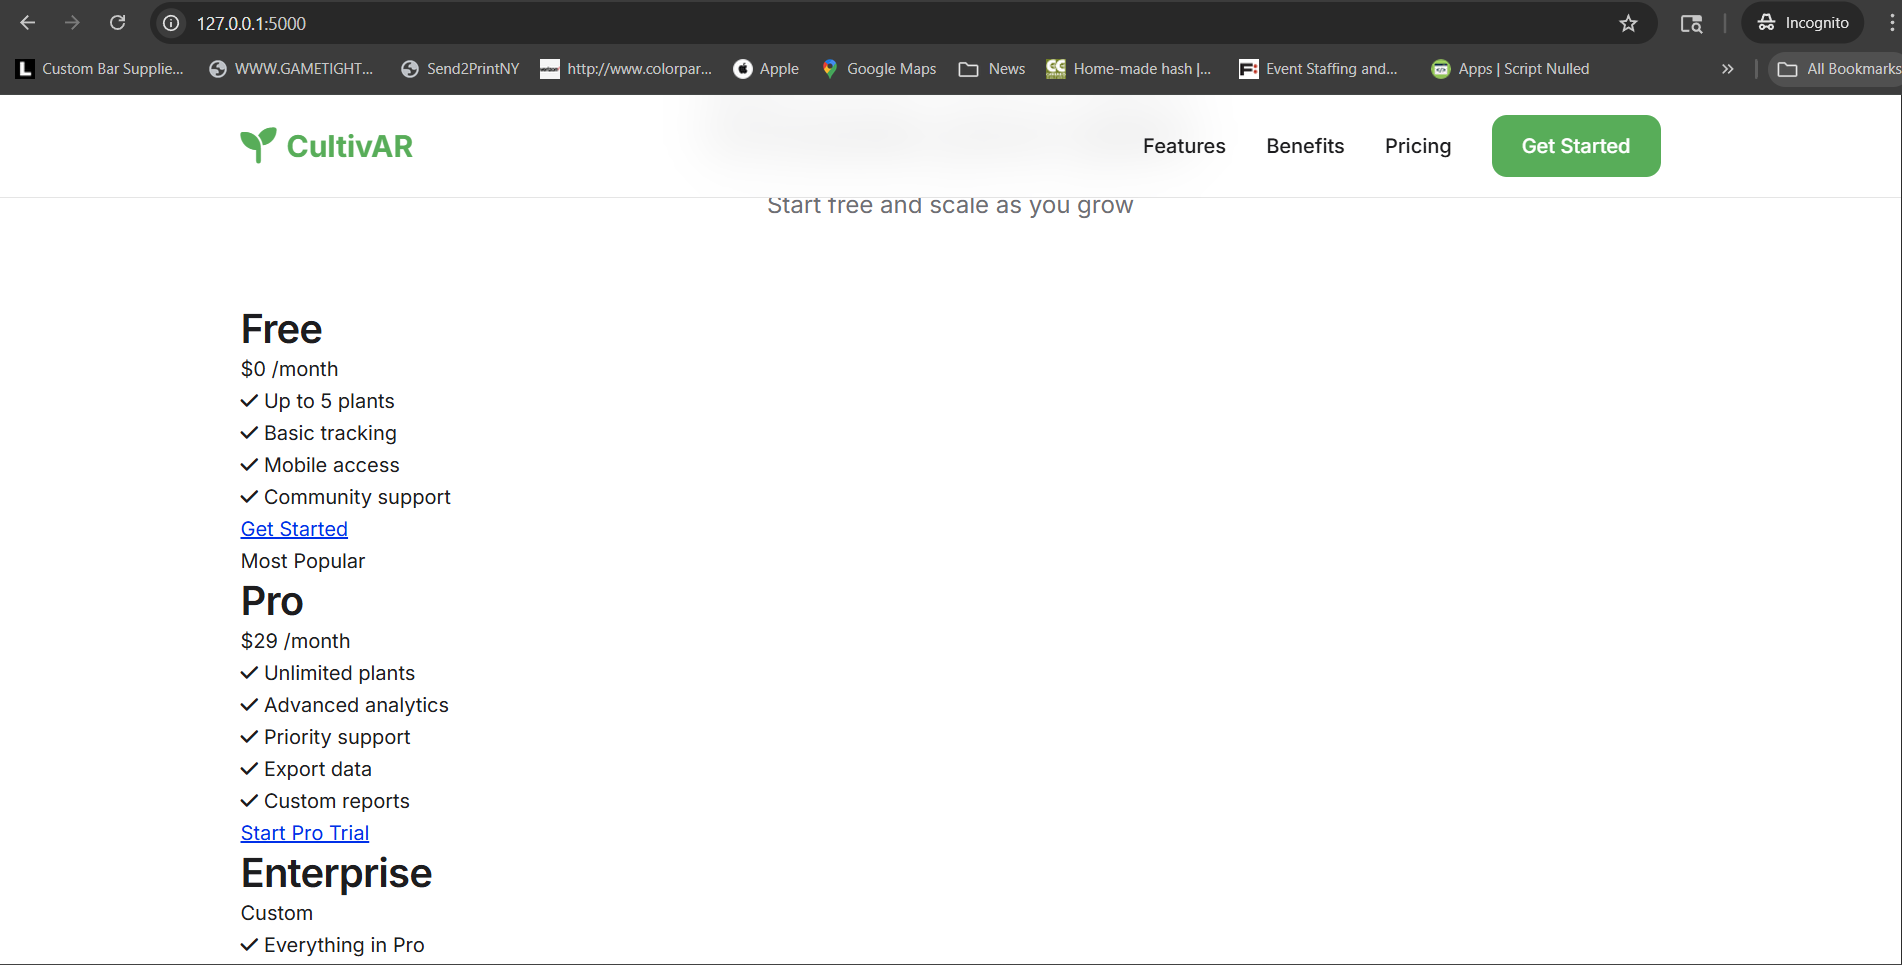 127.0.0.1:5000
Incognito
Custom Bar Supplie...
WWW.GAMETIGHT...
Send2PrintNY
verizon
http://www.colorpar...
Apple
Google Maps
News
Home-made hash |...
Event Staffing and...
Apps | Script Nulled
All Bookmarks
CultivAR
Features
Benefits
Pricing
Get Started
Start free and scale as you grow
Free
$0 /month
Up to 5 plants
Basic tracking
Mobile access
Community support
Get Started
Most Popular
Pro
$29 /month
Unlimited plants
Advanced analytics
Priority support
Export data
Custom reports
Start Pro Trial
Enterprise
Custom
Everything in Pro